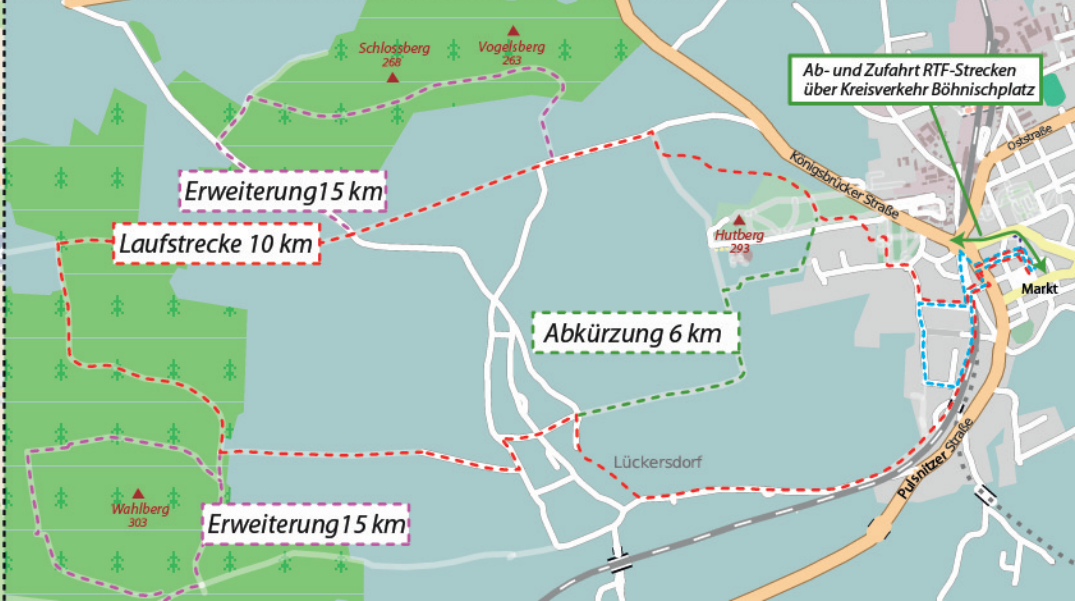 Schlossberg
268
Vogelsberg
263
Ab- und Zufahrt RTF-Strecken
über Kreisverkehr Böhnischplatz
Oststraße
Königsbrücker Straße
Erweiterung15 km
Laufstrecke 10 km
Hutberg
293
Markt
Abkürzung 6 km
Lückersdorf
Pulsnitzer Straße
Wahlberg
303
Erweiterung15 km